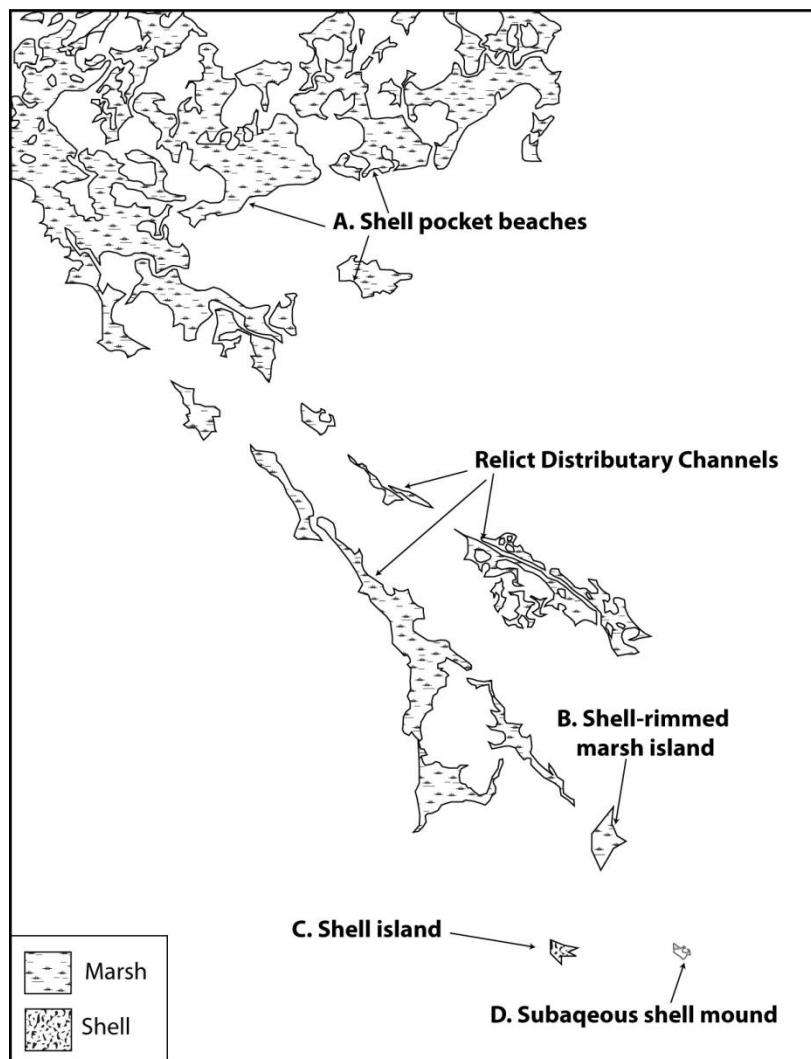 A. Shell pocket beaches
Relict Distributary Channels
B. Shell-rimmed
marsh island
C. Shell island
D. Subaqeous shell mound
Marsh
Shell